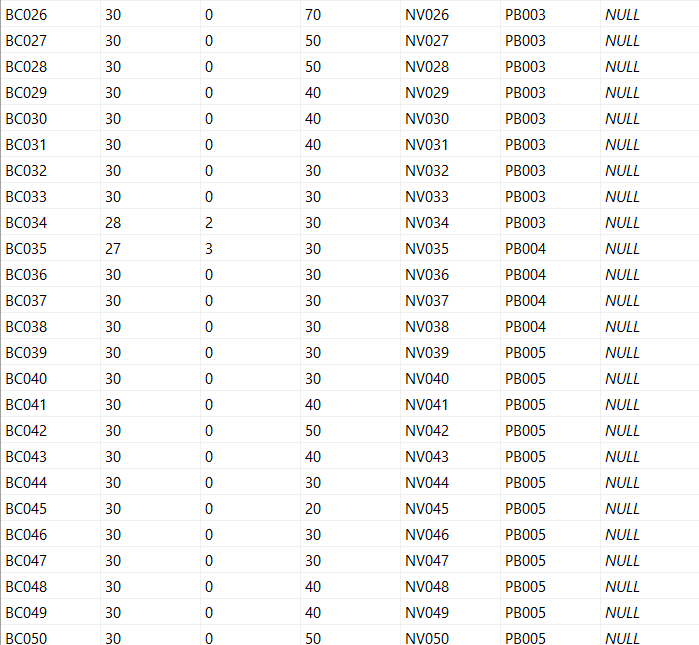 BC026 30 0 70 NV026 PB003 NULL
BC027 30 0 50 NV027 PB003 NULL
BC028 30 0 50 NV028 PB003 NULL
BC029 30 0 40 NV029 PB003 NULL
BC030 30 0 40 NV030 PB003 NULL
BC031 30 0 40 NV031 PB003 NULL
BC032 30 0 30 NV032 PB003 NULL
BC033 30 0 30 NV033 PB003 NULL
BC034 28 2 30 NV034 PB003 NULL
BC035 27 3 30 NV035 PB004 NULL
BC036 30 0 30 NV036 PB004 NULL
BC037 30 0 30 NV037 PB004 NULL
BC038 30 0 30 NV038 PB004 NULL
BC039 30 0 30 NV039 PB005 NULL
BC040 30 0 30 NV040 PB005 NULL
BC041 30 0 40 NV041 PB005 NULL
BC042 30 0 50 NV042 PB005 NULL
BC043 30 0 40 NV043 PB005 NULL
BC044 30 0 30 NV044 PB005 NULL
BC045 30 0 20 NV045 PB005 NULL
BC046 30 0 30 NV046 PB005 NULL
BC047 30 0 30 NV047 PB005 NULL
BC048 30 0 40 NV048 PB005 NULL
BC049 30 0 40 NV049 PB005 NULL
BC050 30 0 50 NV050 PB005 NULL